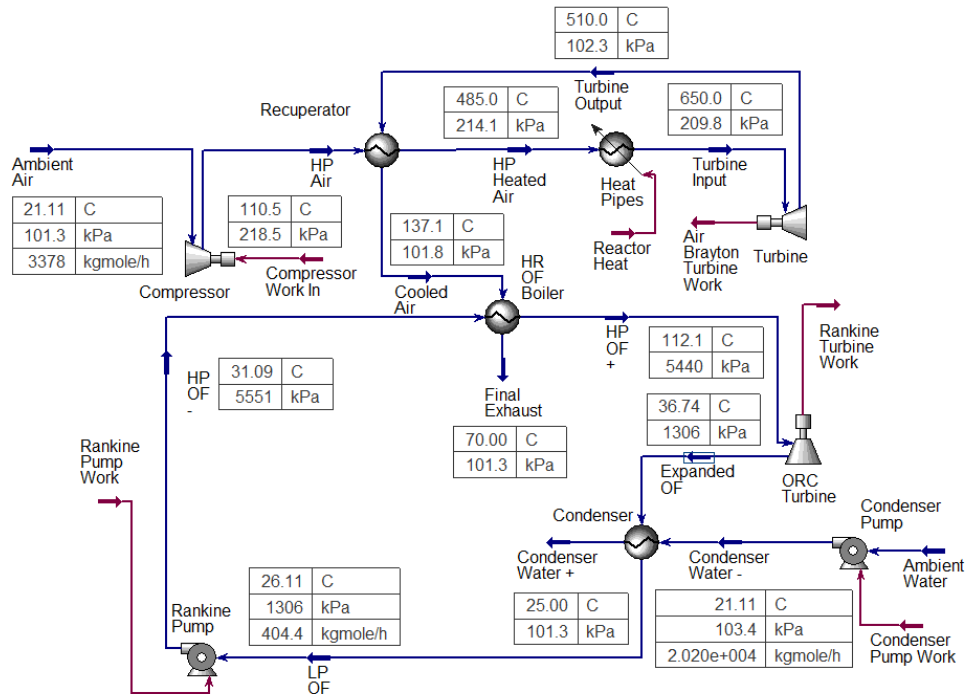 510.0 C
102.3 kPa
Turbine
Output
Recuperator
485.0 C
214.1 kPa
650.0 C
209.8 kPa
Ambient
Air
HP
Air
HP
Heated
Air
Heat
Pipes
Turbine
Input
21.11 C
101.3 kPa
3378 kgmole/h
110.5 C
218.5 kPa
137.1 C
101.8 kPa
Reactor
Heat
Air
Brayton
Turbine
Work
Turbine
Compressor
Compressor
Work In
Cooled
Air
HR
OF
Boiler
HP
OF
+
Rankine
Turbine
Work
HP
OF
-
31.09 C
5551 kPa
112.1 C
5440 kPa
Final
Exhaust
36.74 C
1306 kPa
70.00 C
101.3 kPa
Rankine
Pump
Work
Expanded
OF
ORC
Turbine
Condenser
Condenser
Pump
Condenser
Water +
Condenser
Water -
Ambient
Water
Rankine
Pump
26.11 C
1306 kPa
404.4 kgmole/h
25.00 C
101.3 kPa
21.11 C
103.4 kPa
2.020e+004 kgmole/h
Condenser
Pump Work
LP
OF